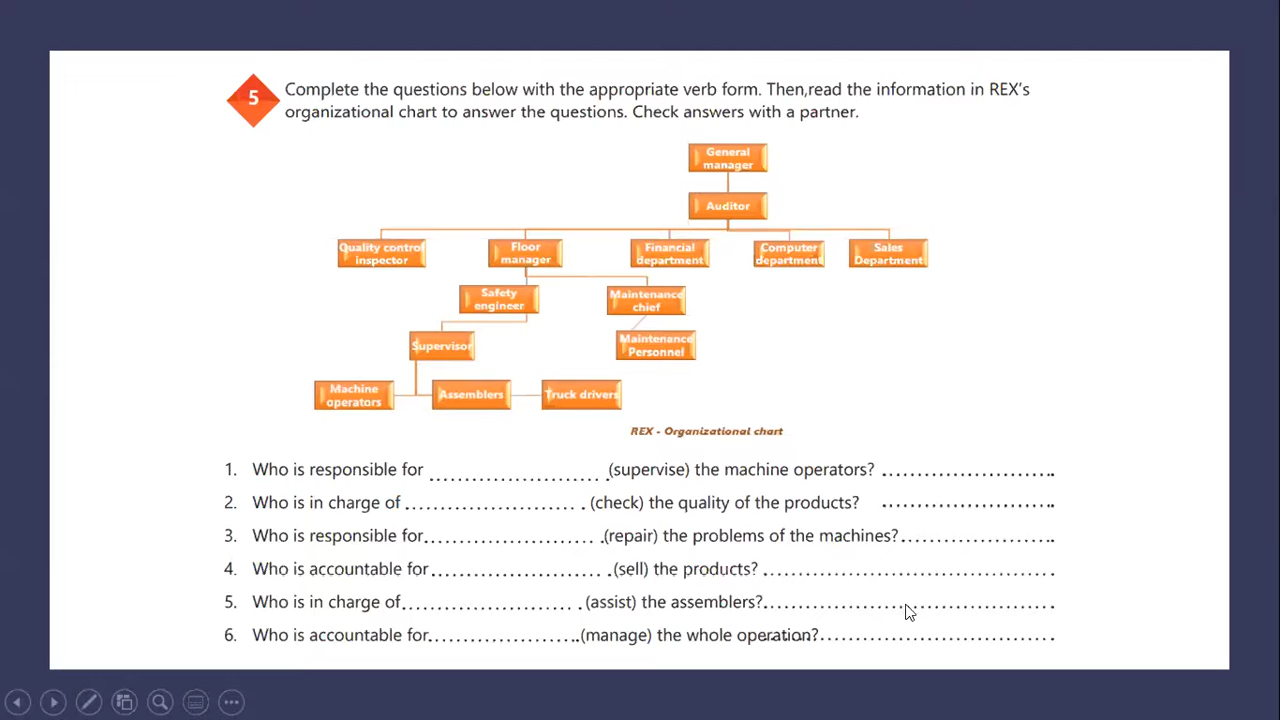 5
Complete the questions below with the appropriate verb form. Then,read the information in REX's
organizational chart to answer the questions. Check answers with a partner.
General
manager
Auditor
Quality control
inspector
Floor
manager
Financial
department
Computer
department
Sales
Department
Safety
engineer
Maintenance
chief
Supervisor
Maintenance
Personnel
Machine
operators
Assemblers
Truck drivers
REX - Organizational chart
1. Who is responsible for ........................ .(supervise) the machine operators? ........................
2. Who is in charge of ........................ . (check) the quality of the products? ........................
3. Who is responsible for........................ .(repair) the problems of the machines?......................
4. Who is accountable for ........................ .(sell) the products? ........................................
5. Who is in charge of........................ . (assist) the assemblers?........................................
6. Who is accountable for......................(manage) the whole operation?................................